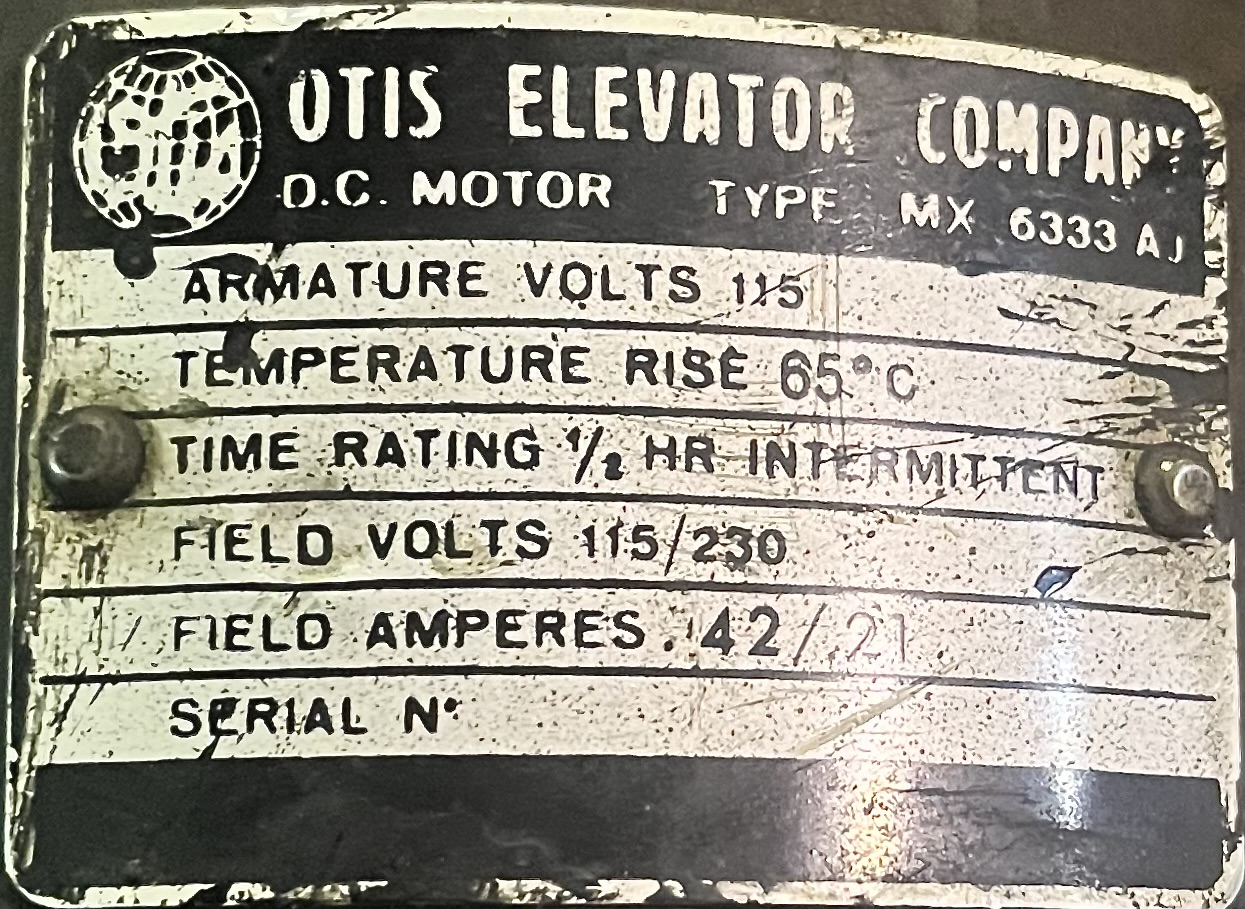 OTIS ELEVATOR COMPANY
D.C. MOTOR TYPE MX 6333 AJ
ARMATURE VOLTS 115
TEMPERATURE RISE 65°C
TIME RATING 1/2 HR INTERMITTENT
FIELD VOLTS 115/230
FIELD AMPERES .42/.21
SERIAL Nº